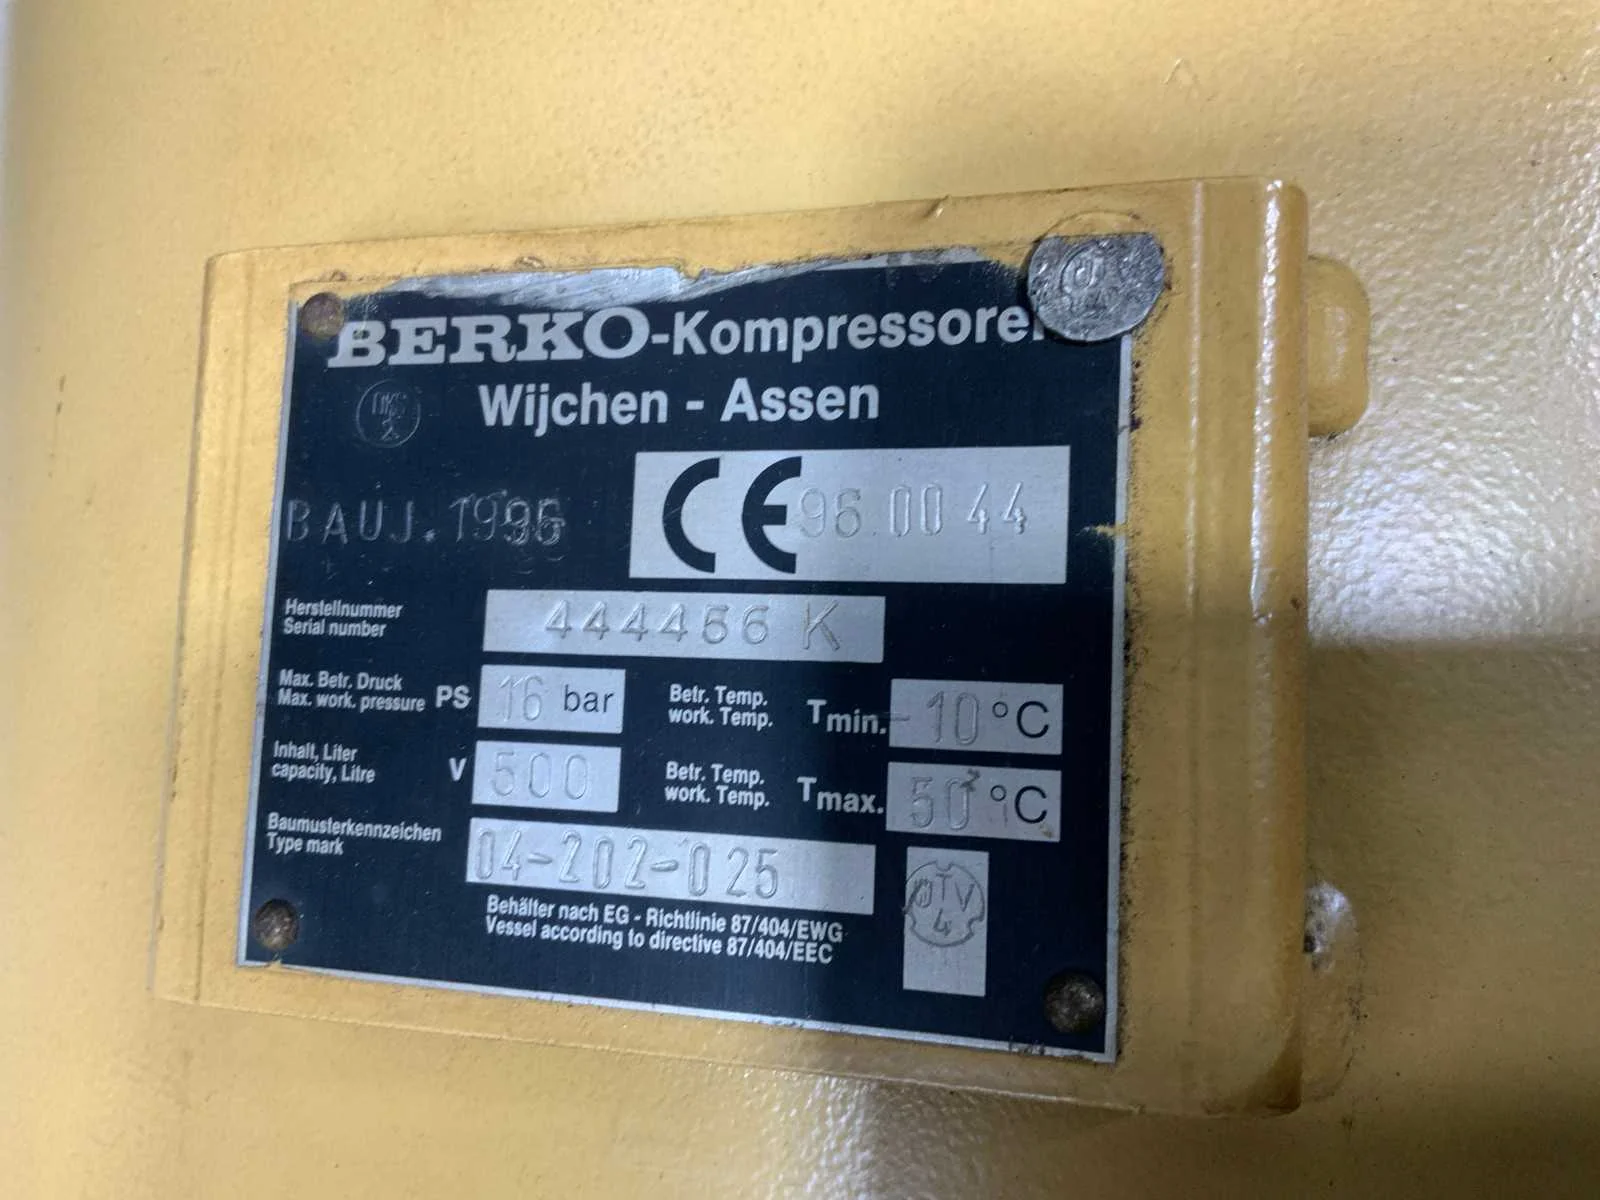 BERKO-Kompressoren
Wijchen - Assen
BAUJ. 1996
CE 96 00 44
Herstellnummer
Serial number
444456 K
Max. Betr. Druck
Max. work. pressure PS 16 bar
Betr. Temp.
work. Temp. Tmin. -10 °C
Inhalt, Liter
capacity, Litre V 500
Betr. Temp.
work. Temp. Tmax. 50 °C
Baumusterkennzeichen
Type mark
04-202-025
Behälter nach EG - Richtlinie 87/404/EWG
Vessel according to directive 87/404/EEC
TÜV
4